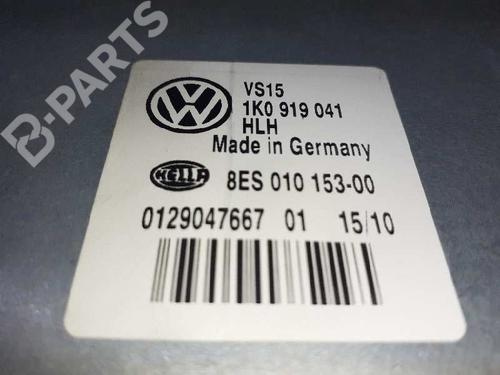 B-PARTS
VS15
1K0 919 041
HLH
Made in Germany
HELLA
8ES 010 153-00
0129047667 01 15/10